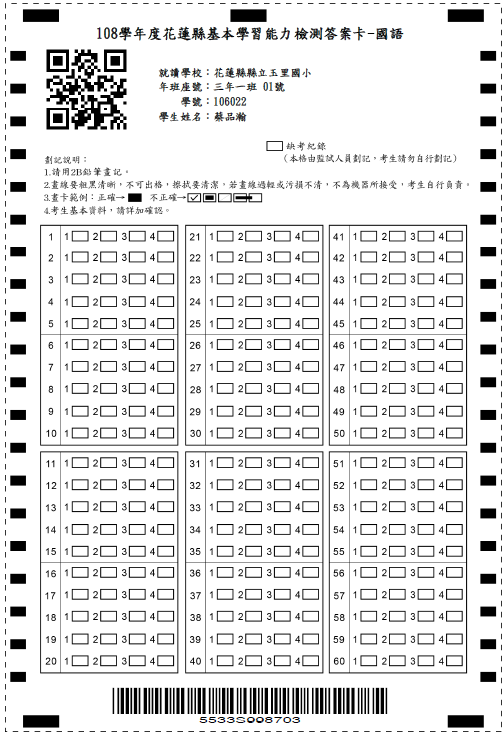 108學年度花蓮縣基本學習能力檢測答案卡-國語
就讀學校：花蓮縣縣立玉里國小
年班座號：三年一班 01號
學號：106022
學生姓名：蔡品瀚
缺考紀錄
（本格由監試人員劃記，考生請勿自行劃記）
劃記說明：
1.請用2B鉛筆畫記。
2.畫線要粗黑清晰，不可出格，擦拭要清潔，若畫線過輕或污損不清，不為機器所接受，考生自行負責。
3.畫卡範例：正確→ 不正確→
4.考生基本資料，請詳加確認。
1 1 2 3 4 21 1 2 3 4 41 1 2 3 4
2 1 2 3 4 22 1 2 3 4 42 1 2 3 4
3 1 2 3 4 23 1 2 3 4 43 1 2 3 4
4 1 2 3 4 24 1 2 3 4 44 1 2 3 4
5 1 2 3 4 25 1 2 3 4 45 1 2 3 4
6 1 2 3 4 26 1 2 3 4 46 1 2 3 4
7 1 2 3 4 27 1 2 3 4 47 1 2 3 4
8 1 2 3 4 28 1 2 3 4 48 1 2 3 4
9 1 2 3 4 29 1 2 3 4 49 1 2 3 4
10 1 2 3 4 30 1 2 3 4 50 1 2 3 4
11 1 2 3 4 31 1 2 3 4 51 1 2 3 4
12 1 2 3 4 32 1 2 3 4 52 1 2 3 4
13 1 2 3 4 33 1 2 3 4 53 1 2 3 4
14 1 2 3 4 34 1 2 3 4 54 1 2 3 4
15 1 2 3 4 35 1 2 3 4 55 1 2 3 4
16 1 2 3 4 36 1 2 3 4 56 1 2 3 4
17 1 2 3 4 37 1 2 3 4 57 1 2 3 4
18 1 2 3 4 38 1 2 3 4 58 1 2 3 4
19 1 2 3 4 39 1 2 3 4 59 1 2 3 4
20 1 2 3 4 40 1 2 3 4 60 1 2 3 4
5533S008703